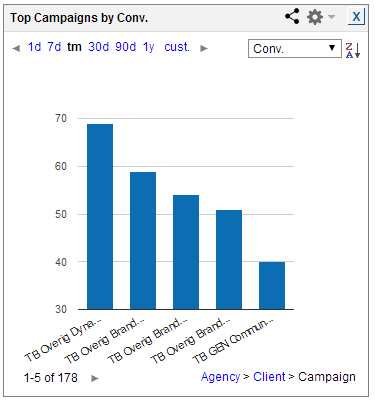 Top Campaigns by Conv.
1d 7d tm 30d 90d 1y cust.
Conv.
Z
A
70
60
50
40
30
TB Overig Dyna...
TB Overig Brand...
TB Overig Brand...
TB Overig Brand...
TB GEN Commun...
1-5 of 178
Agency > Client > Campaign